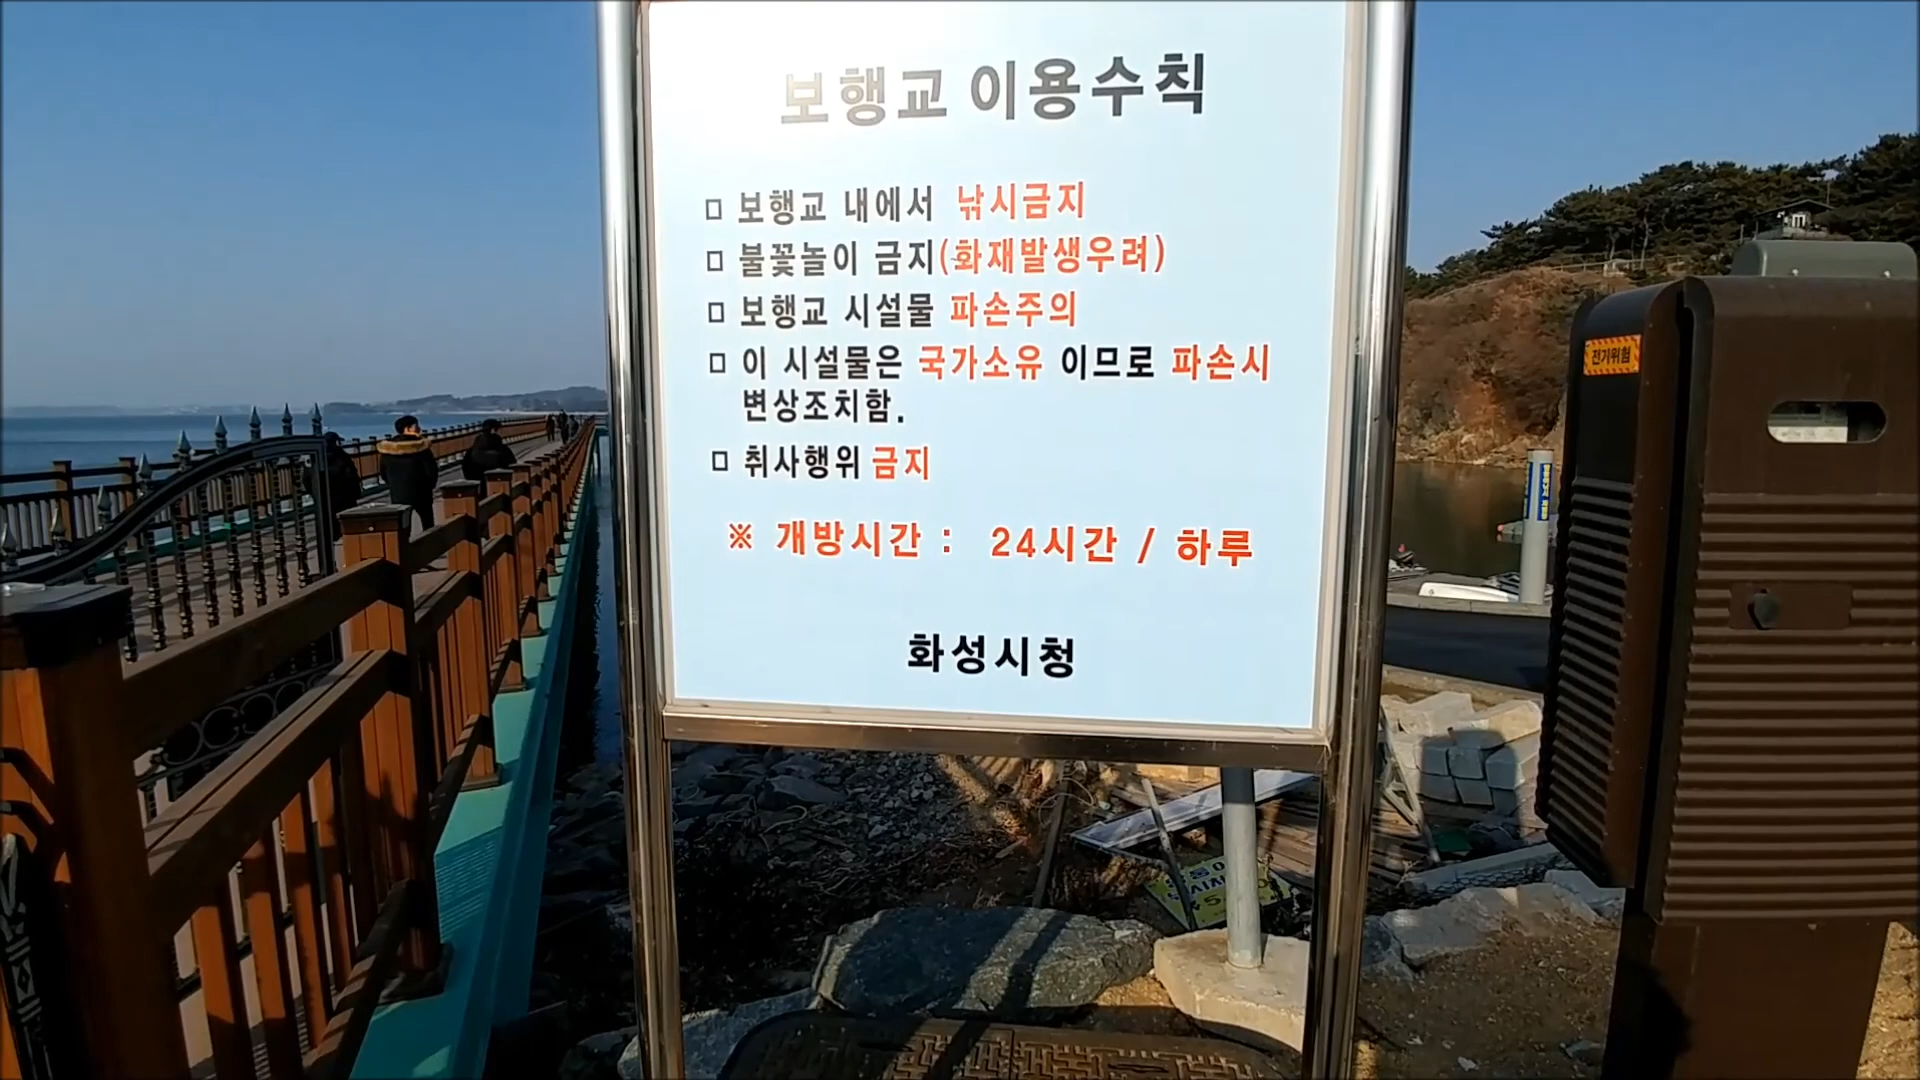 보행교 이용수칙
□ 보행교 내에서 낚시금지
□ 불꽃놀이 금지(화재발생우려)
□ 보행교 시설물 파손주의
□ 이 시설물은 국가소유 이므로 파손시
변상조치함.
□ 취사행위 금지
※ 개방시간 : 24시간 / 하루
화성시청
전기위험